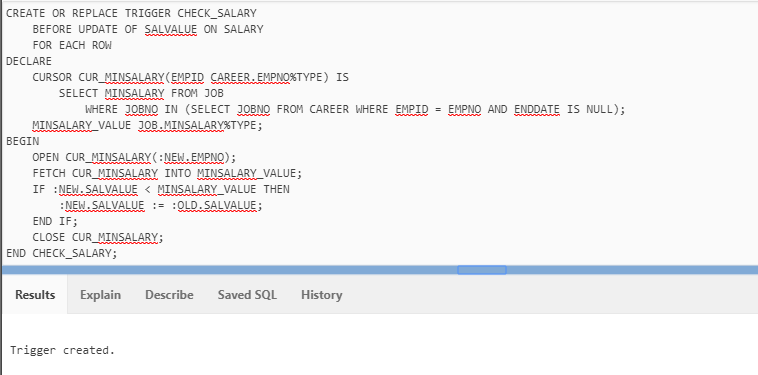 CREATE OR REPLACE TRIGGER CHECK_SALARY
BEFORE UPDATE OF SALVALUE ON SALARY
FOR EACH ROW
DECLARE
CURSOR CUR_MINSALARY(EMPID CAREER.EMPNO%TYPE) IS
SELECT MINSALARY FROM JOB
WHERE JOBNO IN (SELECT JOBNO FROM CAREER WHERE EMPID = EMPNO AND ENDDATE IS NULL);
MINSALARY_VALUE JOB.MINSALARY%TYPE;
BEGIN
OPEN CUR_MINSALARY(:NEW.EMPNO);
FETCH CUR_MINSALARY INTO MINSALARY_VALUE;
IF :NEW.SALVALUE < MINSALARY_VALUE THEN
:NEW.SALVALUE := :OLD.SALVALUE;
END IF;
CLOSE CUR_MINSALARY;
END CHECK_SALARY;
Results Explain Describe Saved SQL History
Trigger created.